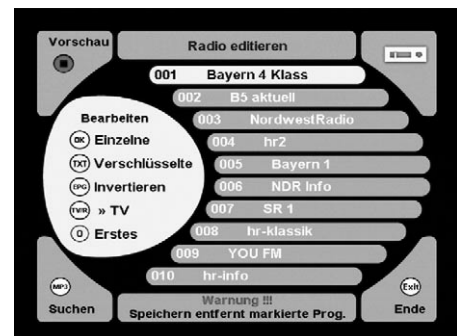 Vorschau
Radio editieren
001 Bayern 4 Klass
002 B5 aktuell
003 NordwestRadio
004 hr2
005 Bayern 1
006 NDR Info
007 SR 1
008 hr-klassik
009 YOU FM
010 hr-info
Bearbeiten
OK Einzelne
TXT Verschlüsselte
EPG Invertieren
TV/R » TV
0 Erstes
MP3
Suchen
Warnung !!!
Speichern entfernt markierte Prog.
Exit
Ende